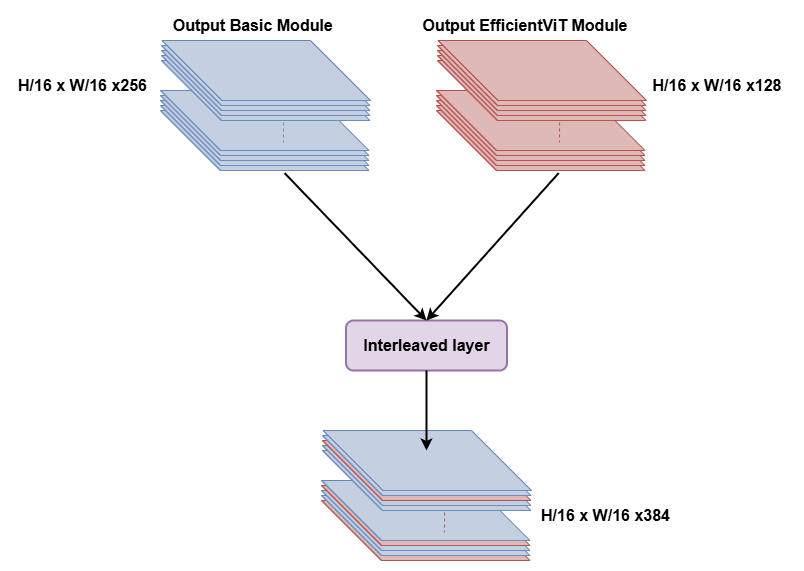 Output Basic Module
Output EfficientViT Module
H/16 x W/16 x256
H/16 x W/16 x128
Interleaved layer
H/16 x W/16 x384